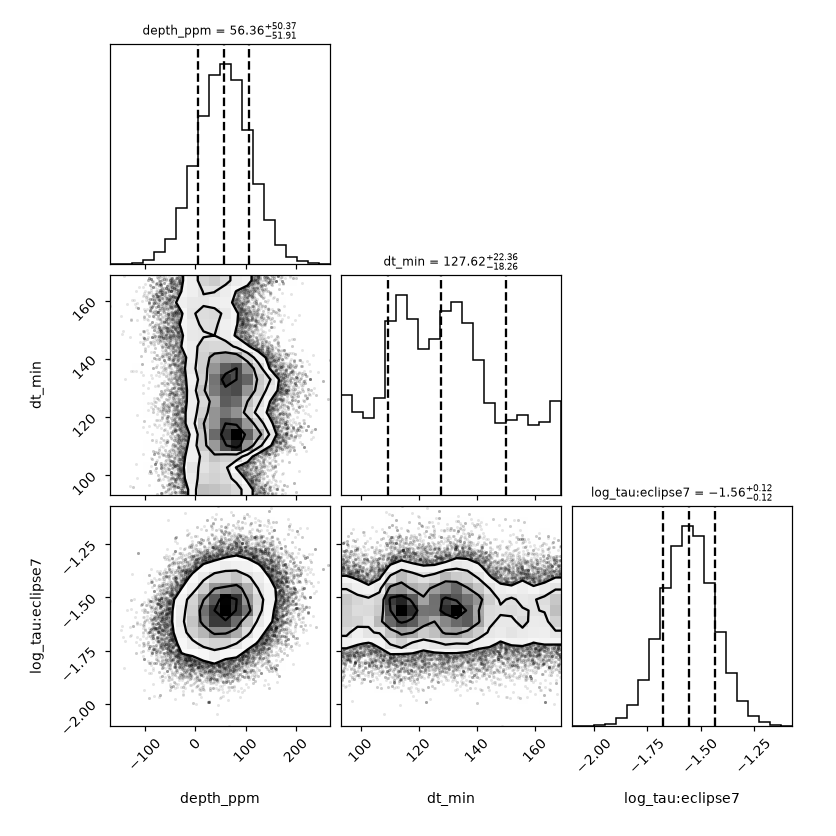 depth_ppm = 56.36+50.37−51.91
dt_min = 127.62+22.36−18.26
log_tau:eclipse7 = −1.56+0.12−0.12
dt_min
160
140
120
100
log_tau:eclipse7
−1.25
−1.50
−1.75
−2.00
−100 0 100 200
100 120 140 160
−2.00 −1.75 −1.50 −1.25
depth_ppm dt_min log_tau:eclipse7